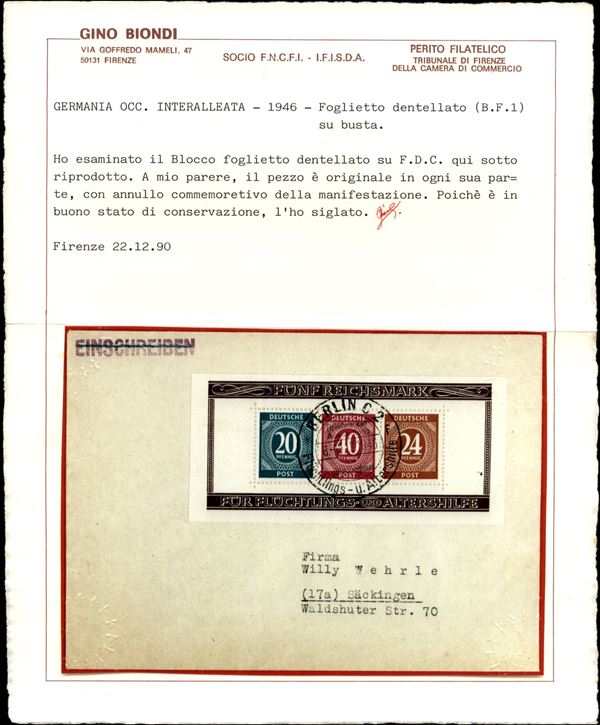 GINO BIONDI
VIA GOFFREDO MAMELI, 47
50131 FIRENZE
SOCIO F.N.C.F.I. - I.F.I.S.D.A.
PERITO FILATELICO
TRIBUNALE DI FIRENZE
DELLA CAMERA DI COMMERCIO
GERMANIA OCC. INTERALLEATA - 1946 - Foglietto dentellato (B.F.1)
su busta.
Ho esaminato il Blocco foglietto dentellato su F.D.C. qui sotto
riprodotto. A mio parere, il pezzo è originale in ogni sua par=
te, con annullo commemoretivo della manifestazione. Poichè è in
buono stato di conservazione, l'ho siglato.
Firenze 22.12.90
EINSCHREIBEN
FÜNF REICHSMARK
BERLIN C 2
DEUTSCHE
20
PFENNIG
POST
DEUTSCHE
40
PFENNIG
POST
DEUTSCHE
24
PFENNIG
POST
FÜR FLÜCHTLINGS-UND ALTERSHILFE
Firma
Willy Wehrle
(17a) Säckingen
Waldshuter Str. 70